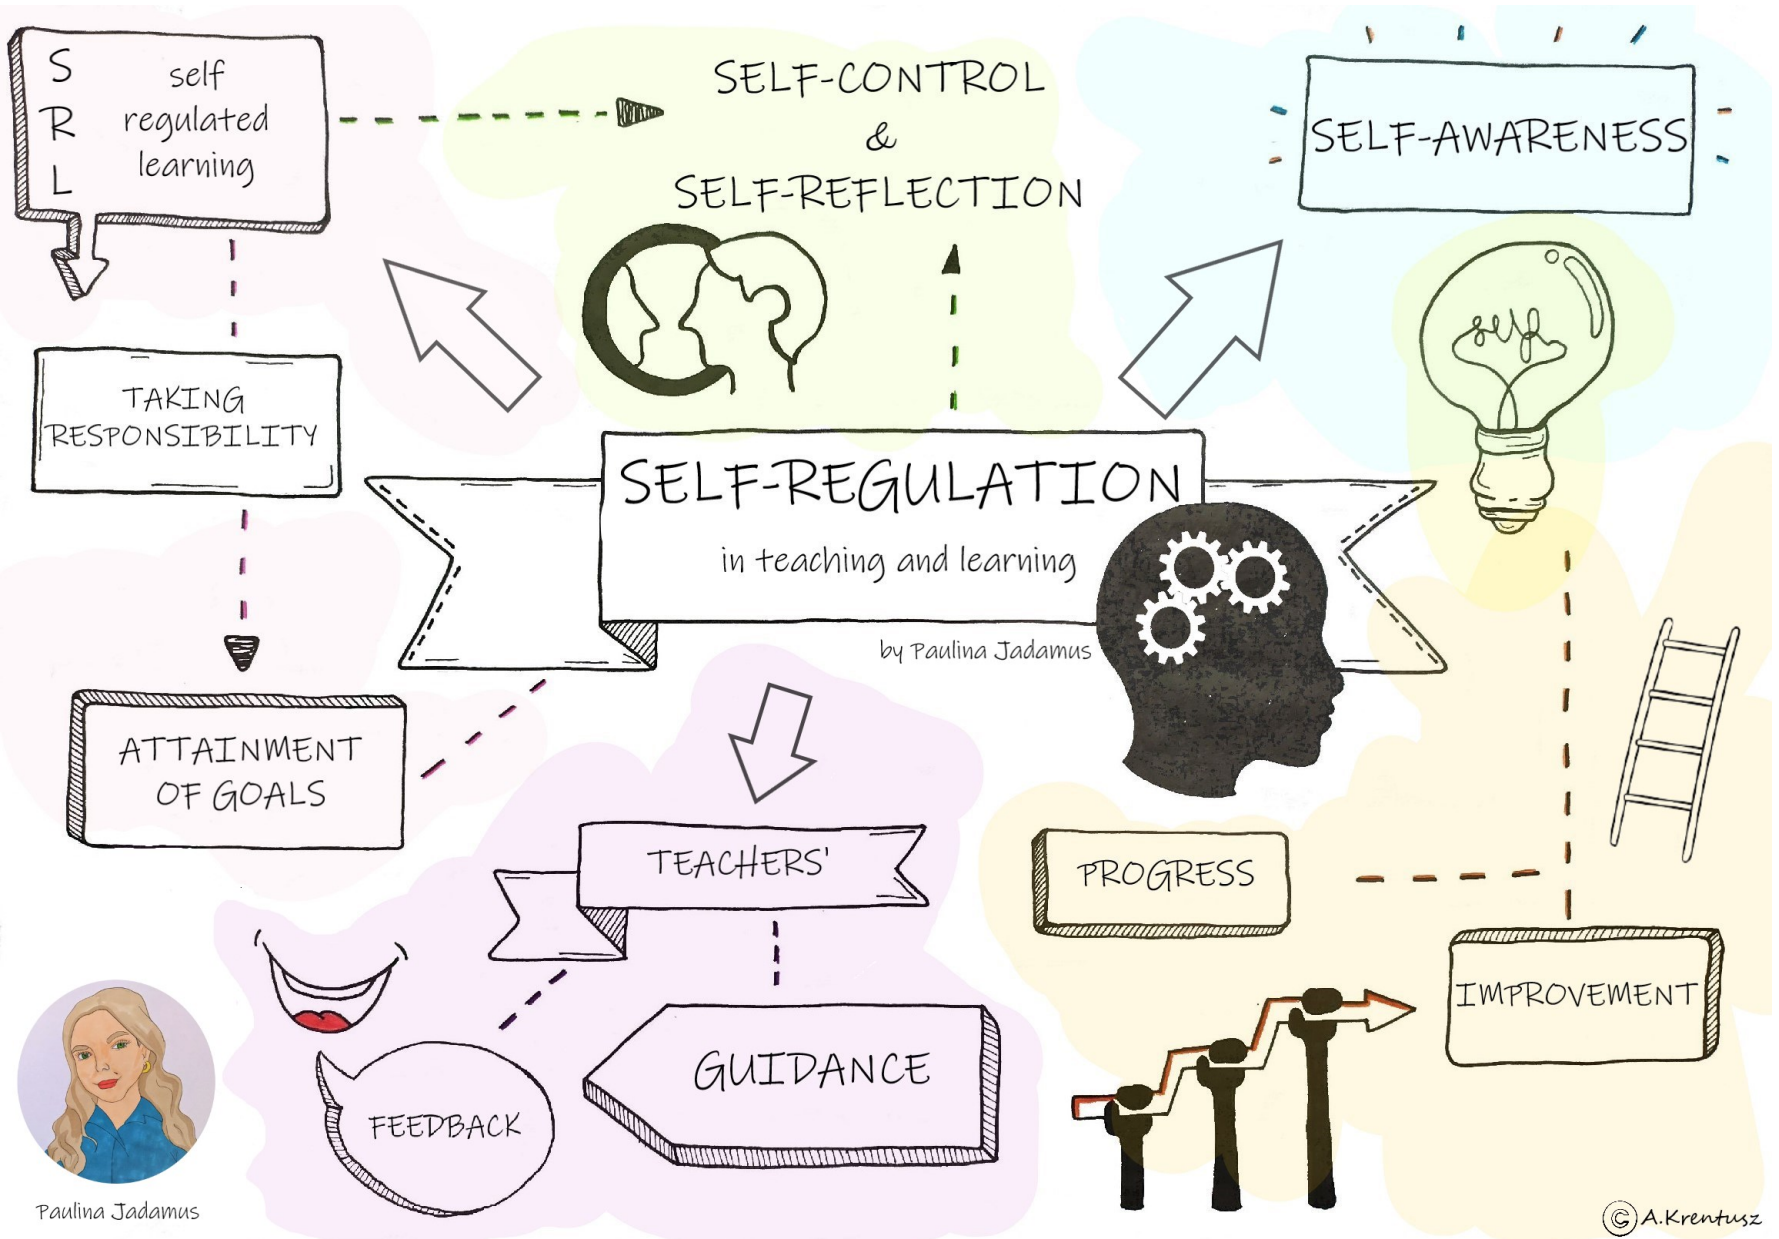 S
R
L
self
regulated
learning
SELF-CONTROL
&
SELF-REFLECTION
SELF-AWARENESS
self
TAKING
RESPONSIBILITY
SELF-REGULATION
in teaching and learning
by Paulina Jadamus
ATTAINMENT
OF GOALS
TEACHERS'
PROGRESS
IMPROVEMENT
GUIDANCE
FEEDBACK
Paulina Jadamus
© A.Krentusz